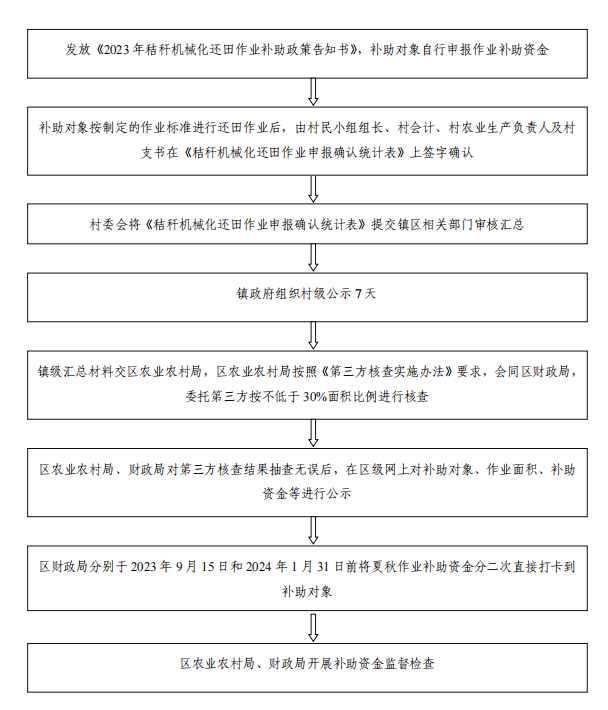 发放《2023年秸秆机械化还田作业补助政策告知书》，补助对象自行申报作业补助资金
补助对象按制定的作业标准进行还田作业后，由村民小组组长、村会计、村农业生产负责人及村
支书在《秸秆机械化还田作业申报确认统计表》上签字确认
村委会将《秸秆机械化还田作业申报确认统计表》提交镇区相关部门审核汇总
镇政府组织村级公示7天
镇级汇总材料交区农业农村局，区农业农村局按照《第三方核查实施办法》要求，会同区财政局，
委托第三方按不低于30%面积比例进行核查
区农业农村局、财政局对第三方核查结果抽查无误后，在区级网上对补助对象、作业面积、补助
资金等进行公示
区财政局分别于2023年9月15日和2024年1月31日前将夏秋作业补助资金分二次直接打卡到
补助对象
区农业农村局、财政局开展补助资金监督检查